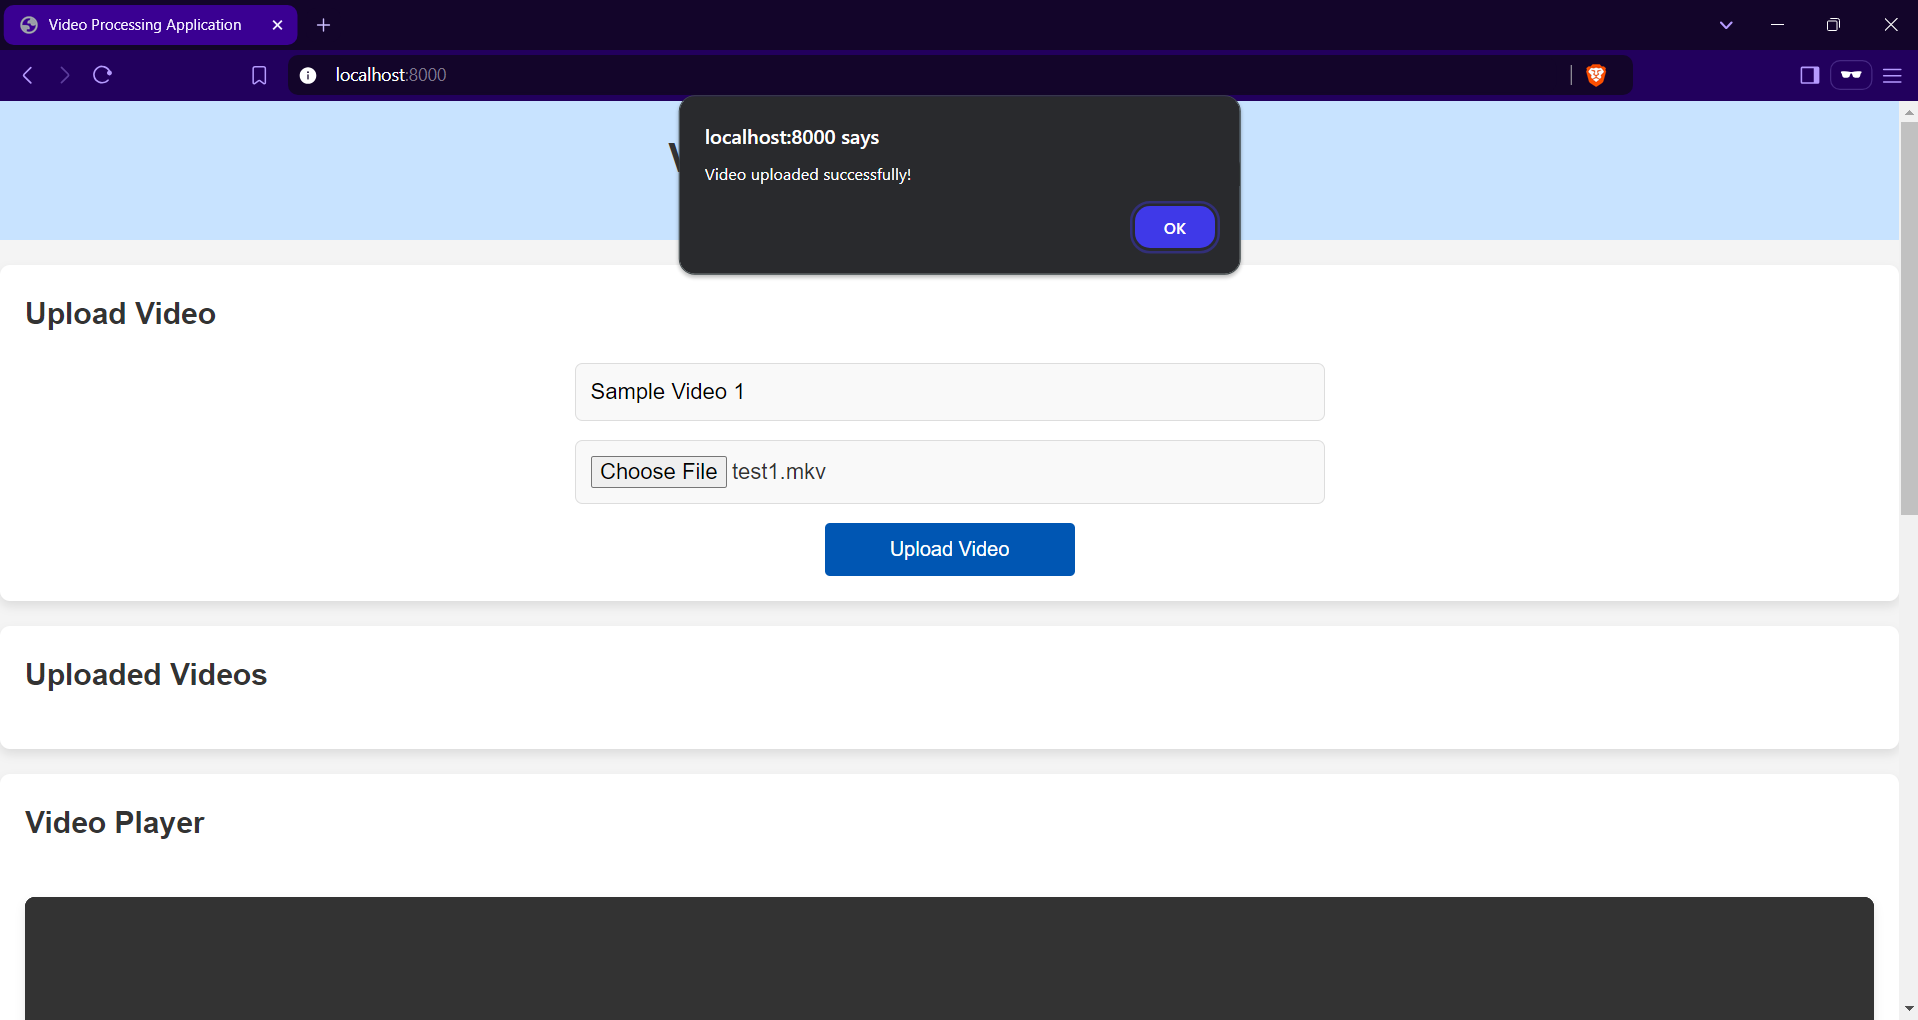 Video Processing Application
localhost:8000
localhost:8000 says
Video uploaded successfully!
OK
Upload Video
Sample Video 1
Choose File test1.mkv
Upload Video
Uploaded Videos
Video Player